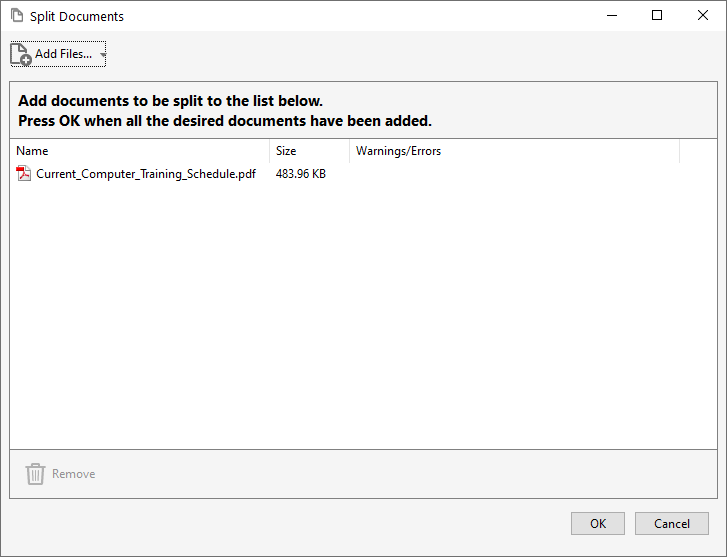 Split Documents
Add Files...
Add documents to be split to the list below.
Press OK when all the desired documents have been added.
Name Size Warnings/Errors
Current_Computer_Training_Schedule.pdf 483.96 KB
Remove
OK Cancel